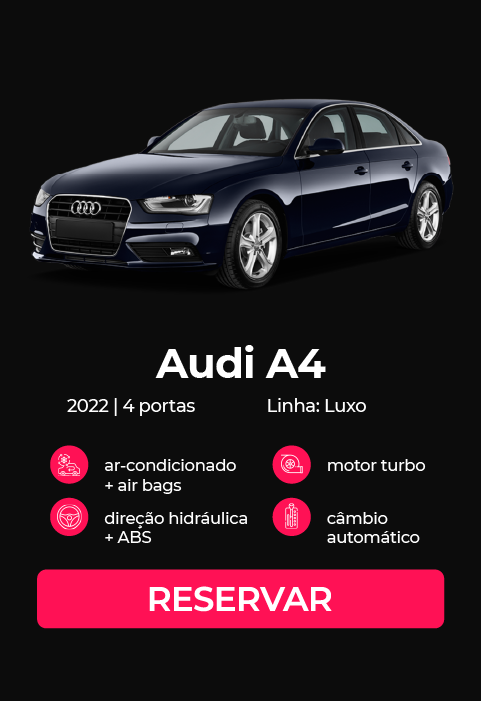 Audi A4
2022 | 4 portas
Linha: Luxo
ar-condicionado
+ air bags
motor turbo
direção hidráulica
+ ABS
câmbio
automático
RESERVAR